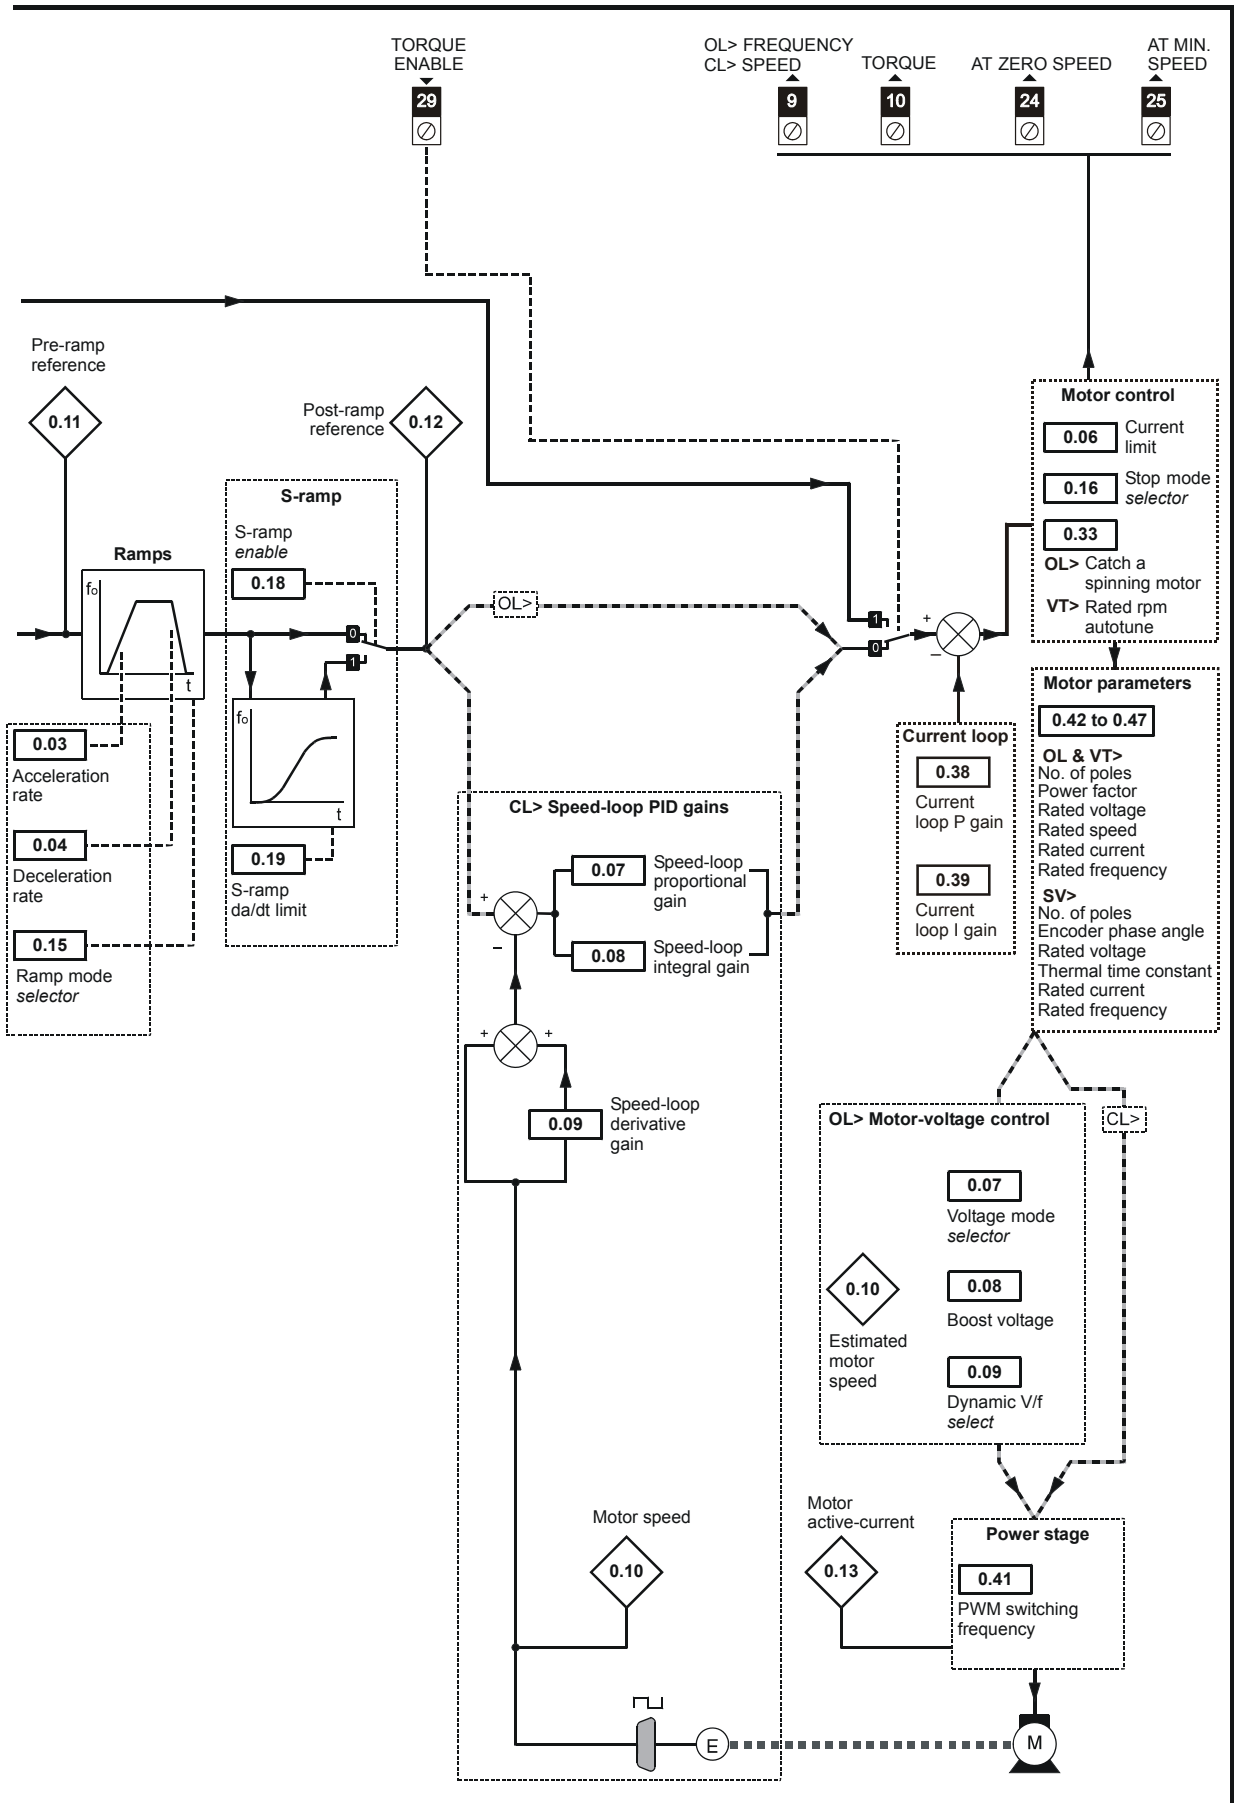 TORQUE
ENABLE
29
OL> FREQUENCY
CL> SPEED
9
TORQUE
10
AT ZERO SPEED
24
AT MIN.
SPEED
25
Pre-ramp
reference
0.11
Post-ramp
reference
0.12
Ramps
fo
t
0.03
Acceleration
rate
0.04
Deceleration
rate
0.15
Ramp mode
selector
S-ramp
S-ramp
enable
0.18
0
1
fo
t
0.19
S-ramp
da/dt limit
OL>
1
0
+
–
Current loop
0.38
Current
loop P gain
0.39
Current
loop I gain
Motor control
0.06
Current
limit
0.16
Stop mode
selector
0.33
OL> Catch a
spinning motor
VT> Rated rpm
autotune
Motor parameters
0.42 to 0.47
OL & VT>
No. of poles
Power factor
Rated voltage
Rated speed
Rated current
Rated frequency
SV>
No. of poles
Encoder phase angle
Rated voltage
Thermal time constant
Rated current
Rated frequency
CL> Speed-loop PID gains
+
–
0.07
Speed-loop
proportional
gain
0.08
Speed-loop
integral gain
+
+
0.09
Speed-loop
derivative
gain
Motor speed
0.10
E
OL> Motor-voltage control
0.07
Voltage mode
selector
0.08
Boost voltage
0.09
Dynamic V/f
select
0.10
Estimated
motor
speed
CL>
Motor
active-current
0.13
Power stage
0.41
PWM switching
frequency
M